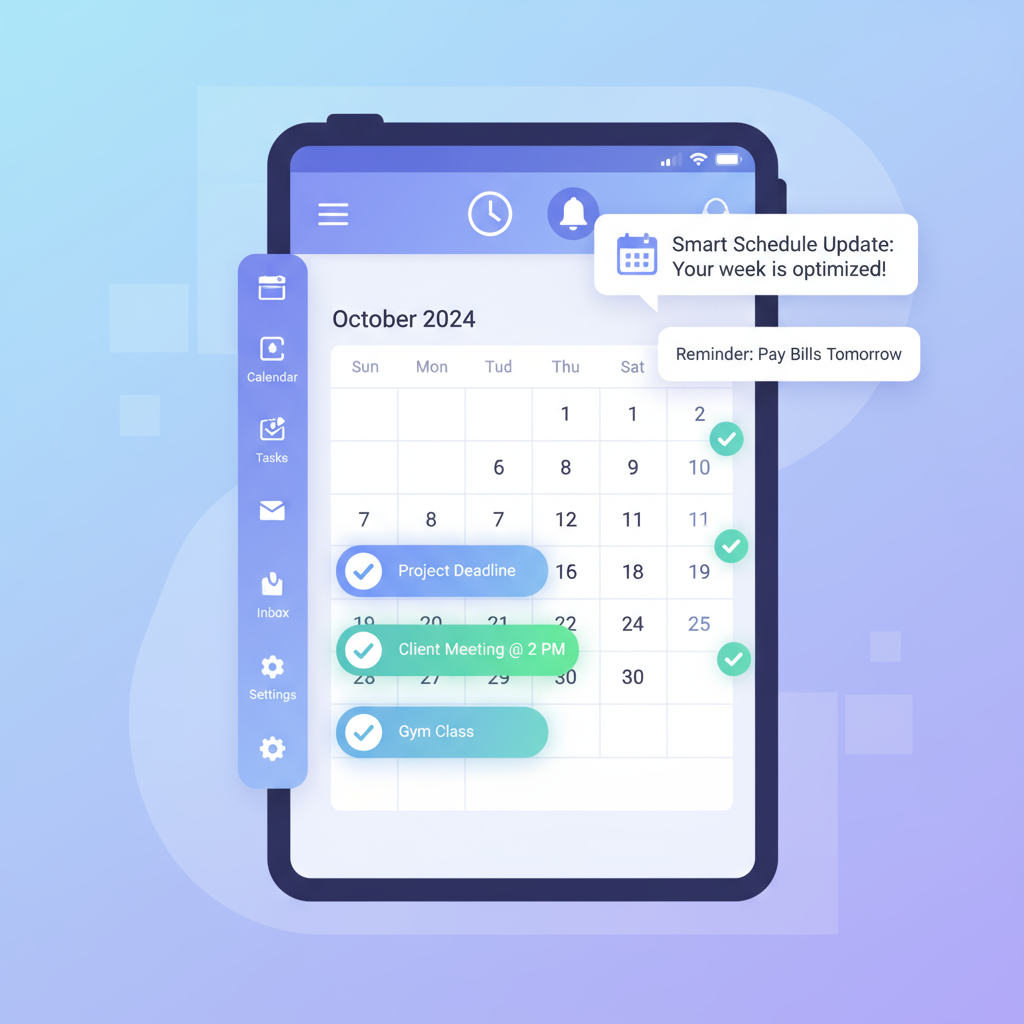 Smart Schedule Update:
Your week is optimized!
Reminder: Pay Bills Tomorrow
Calendar
Tasks
Inbox
Settings
October 2024
Sun Mon Tud Thu Sat
1 1 2
6 8 9 10
7 8 7 12 11 11
Project Deadline 16 18 19
19 20 21 22 24 25
Client Meeting @ 2 PM
28 27 29 30 30
Gym Class